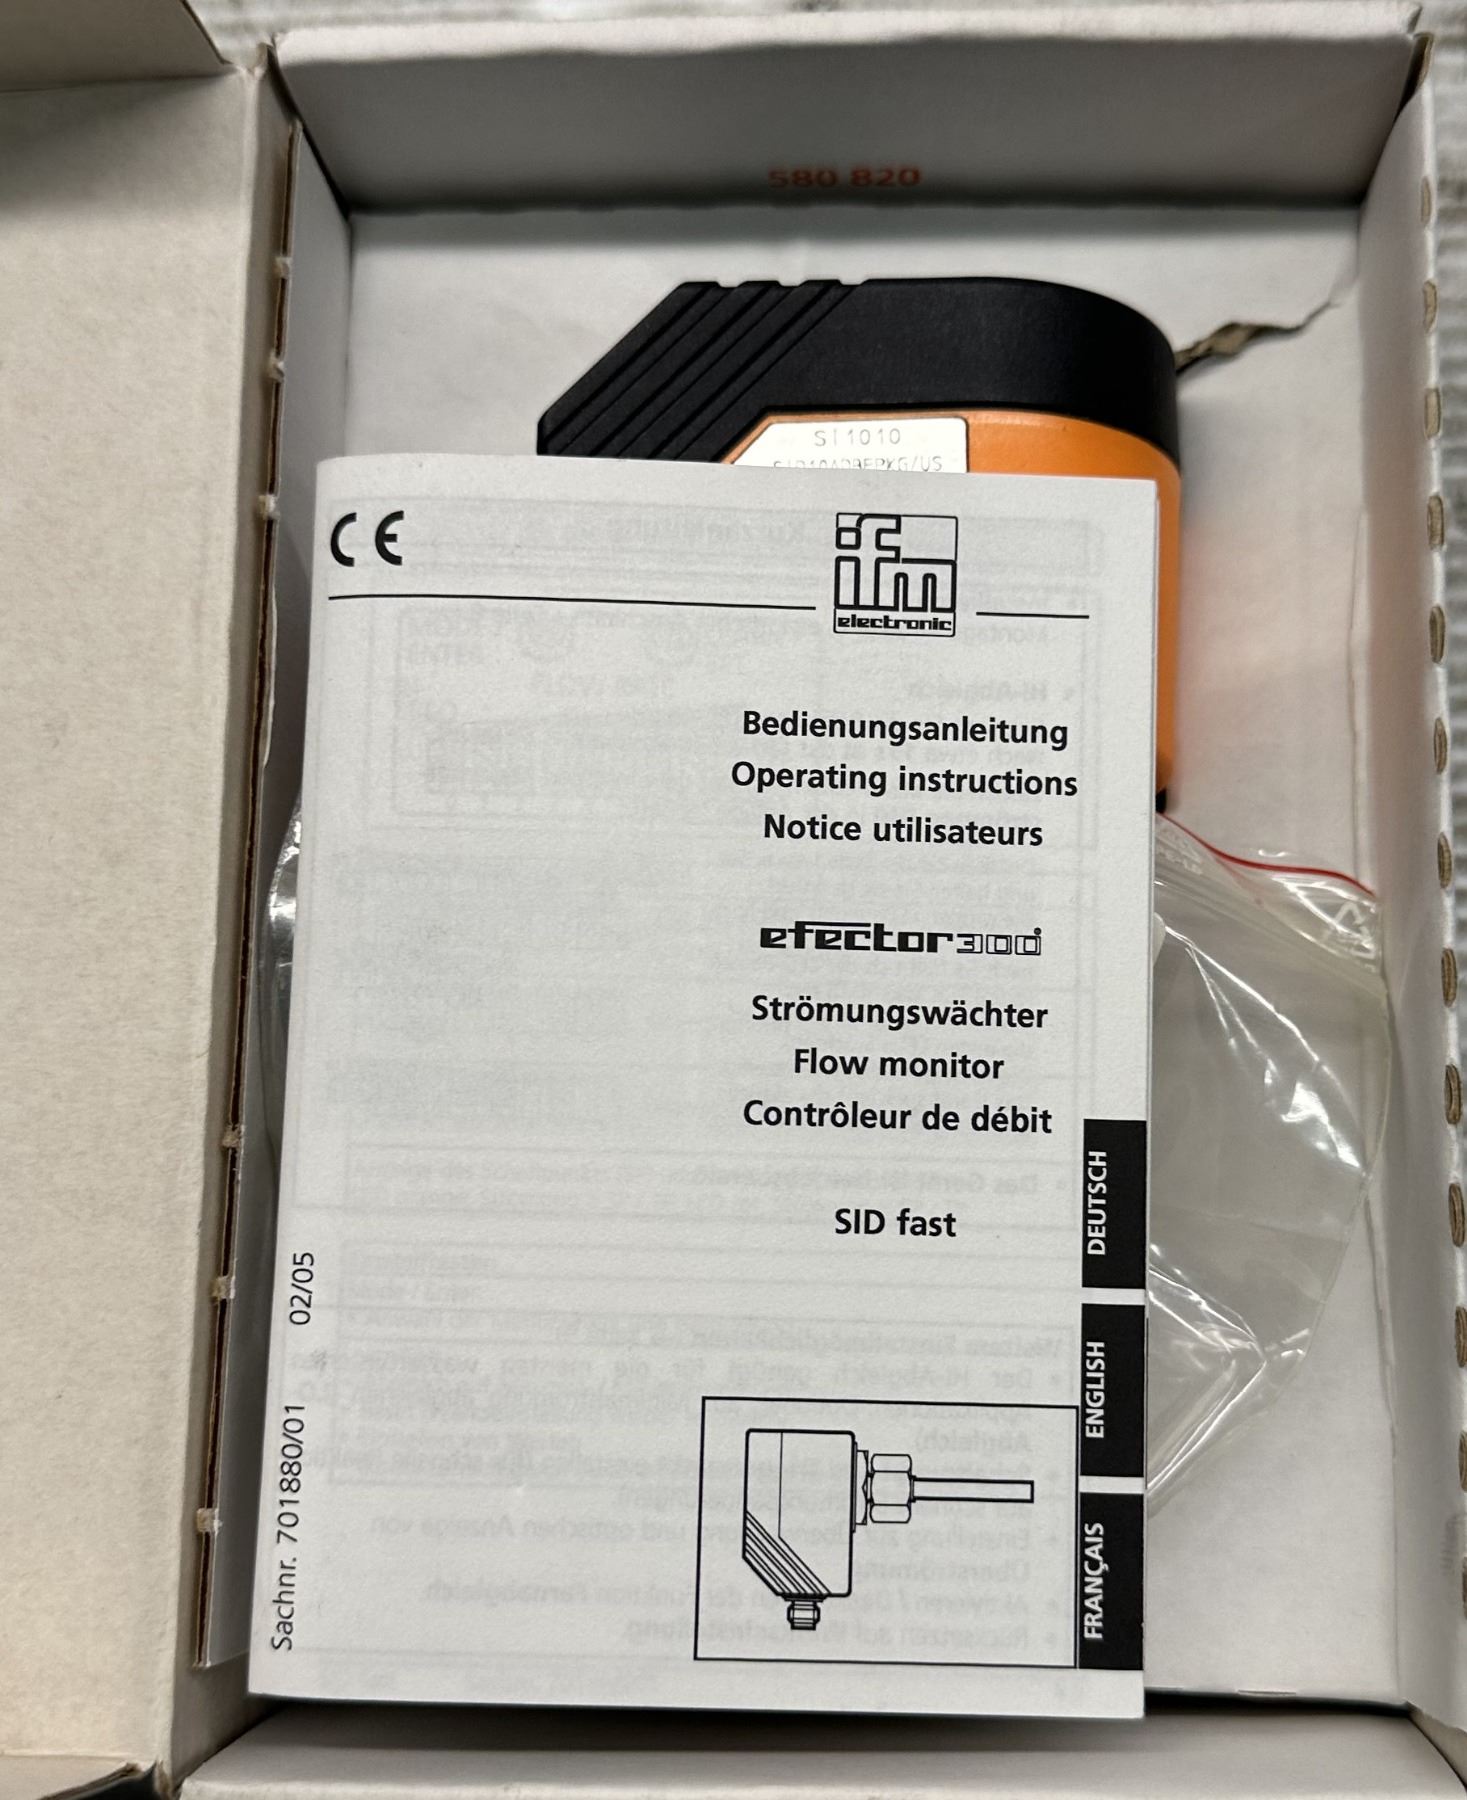 580 820
SI1010
CE
ifm
electronic
Bedienungsanleitung
Operating instructions
Notice utilisateurs
efector300
Strömungswächter
Flow monitor
Contrôleur de débit
SID fast
DEUTSCH
ENGLISH
FRANÇAIS
Sachnr. 701880/01 02/05